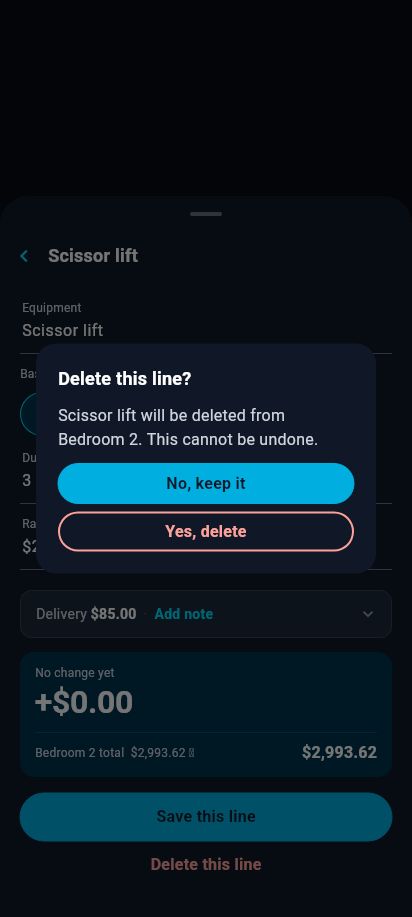 Scissor lift
Equipment
Scissor lift
Delete this line?
Scissor lift will be deleted from
Bedroom 2. This cannot be undone.
No, keep it
Yes, delete
3
Delivery $85.00 · Add note
No change yet
+$0.00
Bedroom 2 total $2,993.62
$2,993.62
Save this line
Delete this line